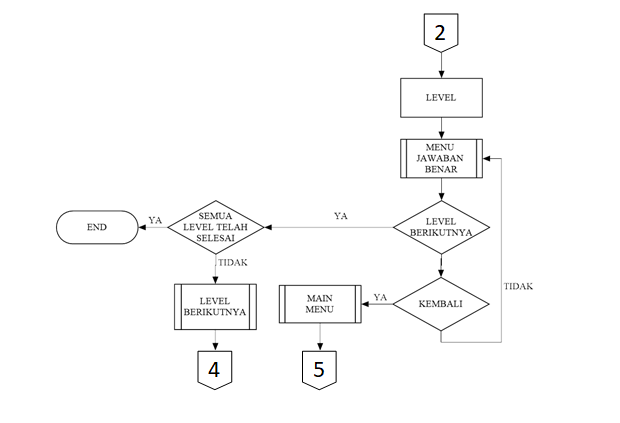 2
LEVEL
MENU
JAWABAN
BENAR
LEVEL
BERIKUTNYA
YA
SEMUA
LEVEL TELAH
SELESAI
YA
END
TIDAK
LEVEL
BERIKUTNYA
4
KEMBALI
YA
MAIN
MENU
5
TIDAK